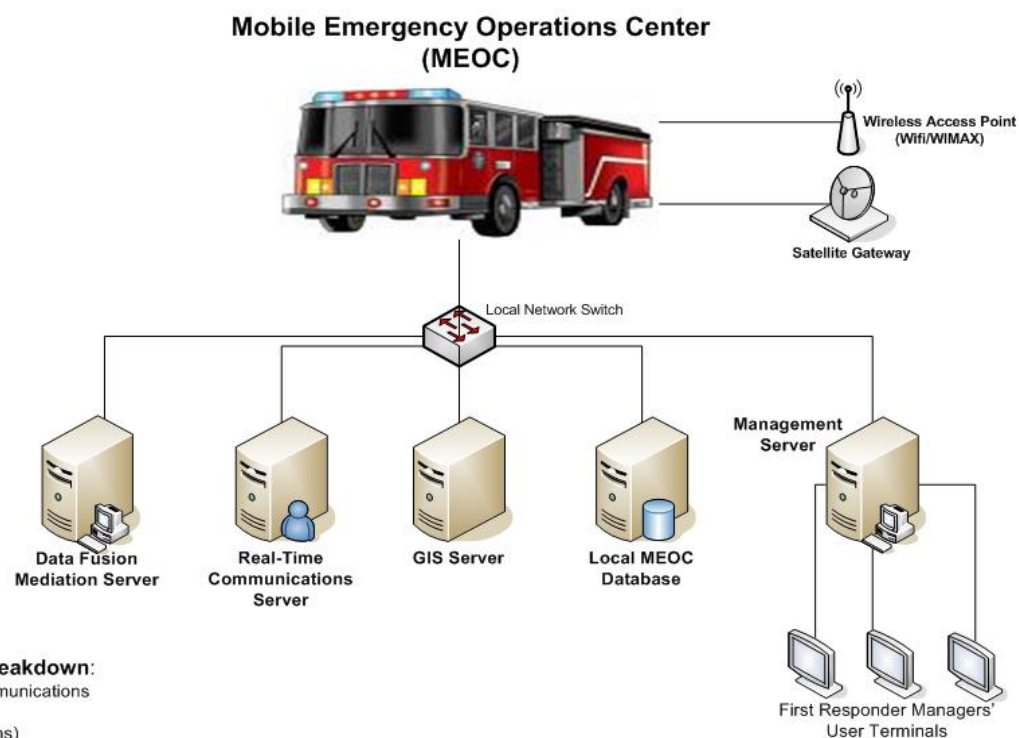 Mobile Emergency Operations Center
(MEOC)
Wireless Access Point
(Wifi/WIMAX)
Satellite Gateway
Local Network Switch
Management
Server
Data Fusion
Mediation Server
Real-Time
Communications
Server
GIS Server
Local MEOC
Database
eakdown:
munications
ns)
First Responder Managers'
User Terminals